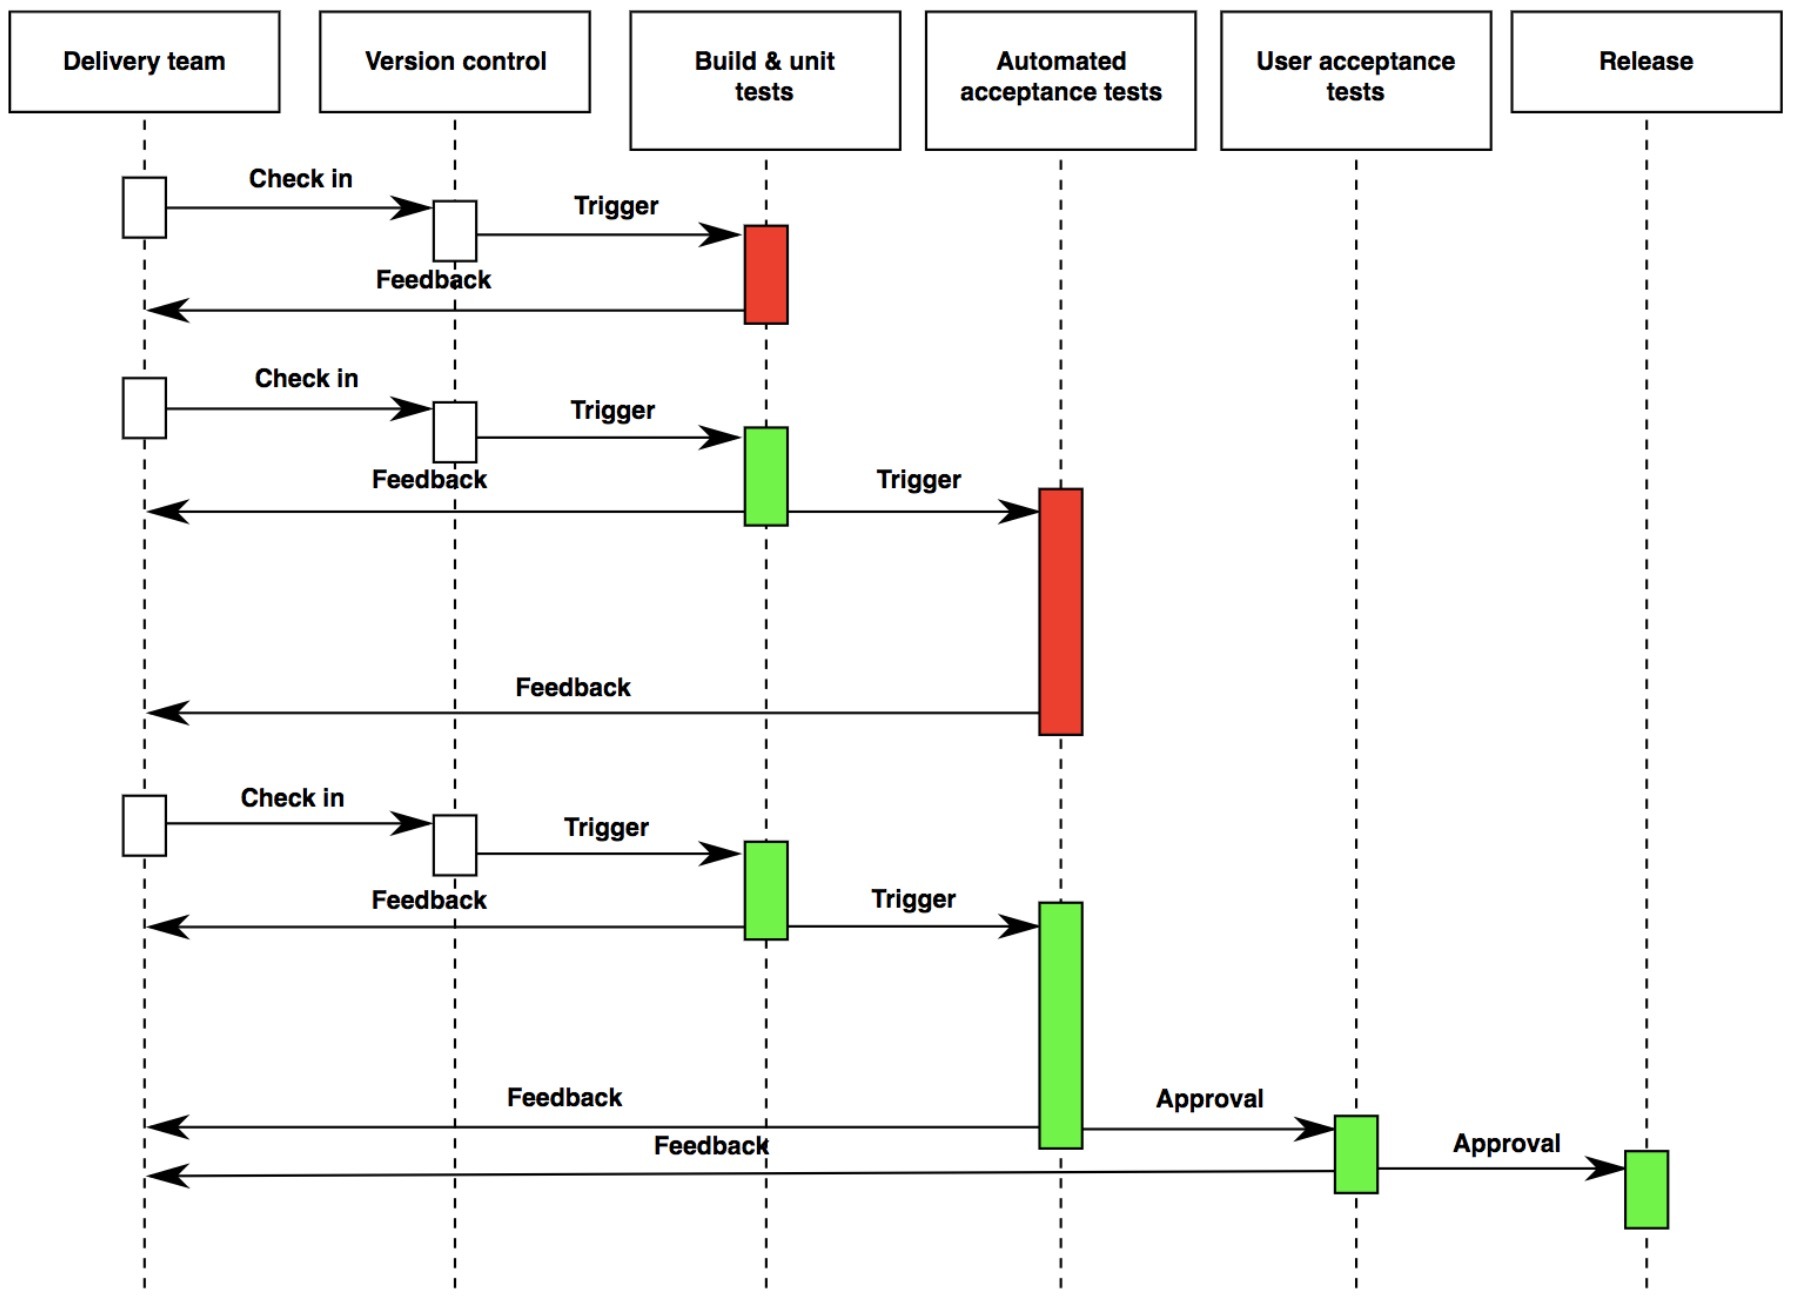 Delivery team
Version control
Build & unit
tests
Automated
acceptance tests
User acceptance
tests
Release
Check in
Trigger
Feedback
Check in
Trigger
Feedback
Trigger
Feedback
Check in
Trigger
Feedback
Trigger
Feedback
Approval
Feedback
Approval